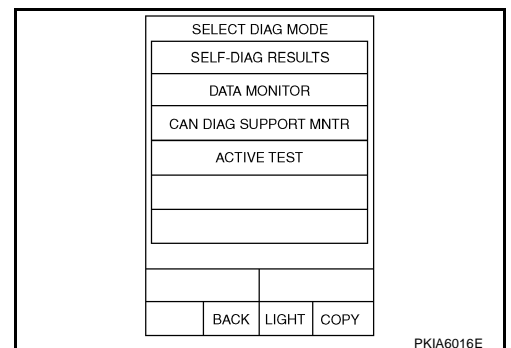 SELECT DIAG MODE
SELF-DIAG RESULTS
DATA MONITOR
CAN DIAG SUPPORT MNTR
ACTIVE TEST
BACK LIGHT COPY
PKIA6016E